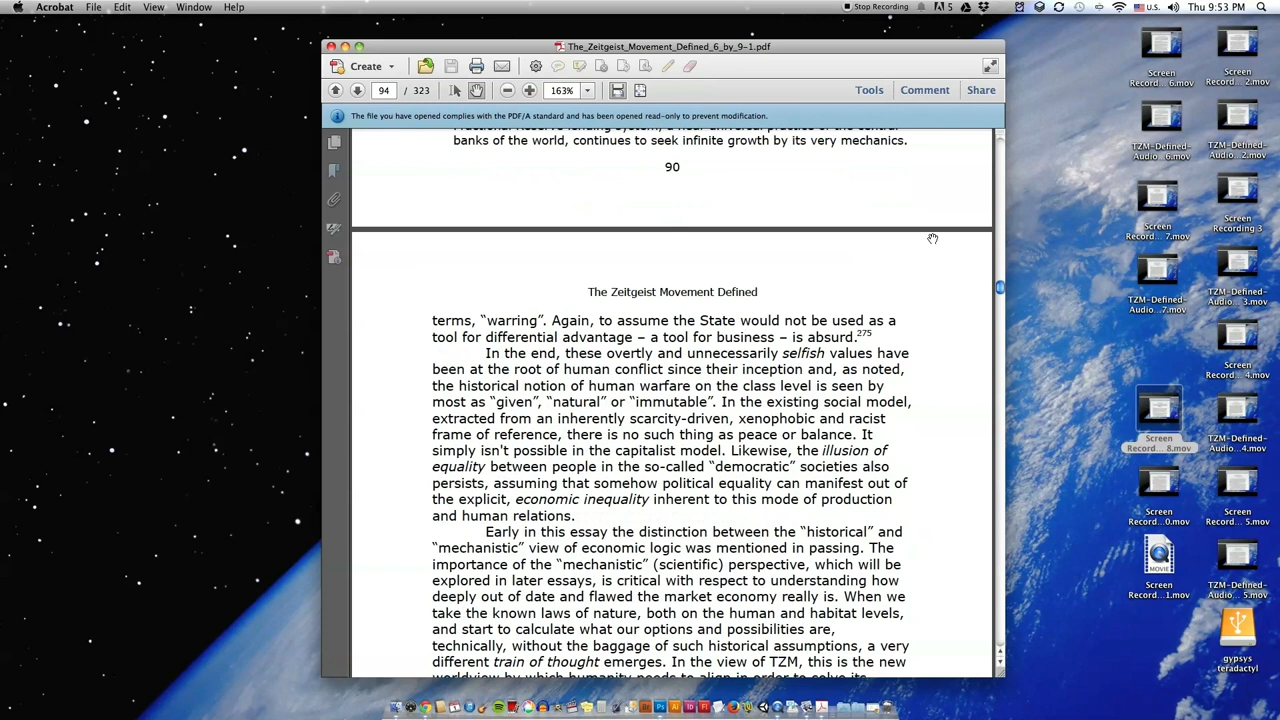 Acrobat File Edit View Window Help
Stop Recording 5 U.S. Thu 9:53 PM
The_Zeitgeist_Movement_Defined_6_by_9-1.pdf
Create
94 / 323 163% Tools Comment Share
The file you have opened complies with the PDF/A standard and has been opened read-only to prevent modification.
banks of the world, continues to seek infinite growth by its very mechanics.
90
The Zeitgeist Movement Defined
terms, “warring”. Again, to assume the State would not be used as a
tool for differential advantage – a tool for business – is absurd.275
In the end, these overtly and unnecessarily selfish values have
been at the root of human conflict since their inception and, as noted,
the historical notion of human warfare on the class level is seen by
most as “given”, “natural” or “immutable”. In the existing social model,
extracted from an inherently scarcity-driven, xenophobic and racist
frame of reference, there is no such thing as peace or balance. It
simply isn't possible in the capitalist model. Likewise, the illusion of
equality between people in the so-called “democratic” societies also
persists, assuming that somehow political equality can manifest out of
the explicit, economic inequality inherent to this mode of production
and human relations.
Early in this essay the distinction between the “historical” and
“mechanistic” view of economic logic was mentioned in passing. The
importance of the “mechanistic” (scientific) perspective, which will be
explored in later essays, is critical with respect to understanding how
deeply out of date and flawed the market economy really is. When we
take the known laws of nature, both on the human and habitat levels,
and start to calculate what our options and possibilities are,
technically, without the baggage of such historical assumptions, a very
different train of thought emerges. In the view of TZM, this is the new
Screen
Record... 6.mov
Screen
Record... 2.mov
TZM-Defined-
Audio... 6.mov
TZM-Defined-
Audio... 2.mov
Screen
Record... 7.mov
Screen
Recording 3
TZM-Defined-
Audio... 7.mov
TZM-Defined-
Audio... 3.mov
Screen
Record... 4.mov
Screen
Record... 8.mov
TZM-Defined-
Audio... 4.mov
Screen
Record...0.mov
Screen
Record... 5.mov
MOVIE
Screen
Record...1.mov
TZM-Defined-
Audio... 5.mov
gypsys
teradactyl